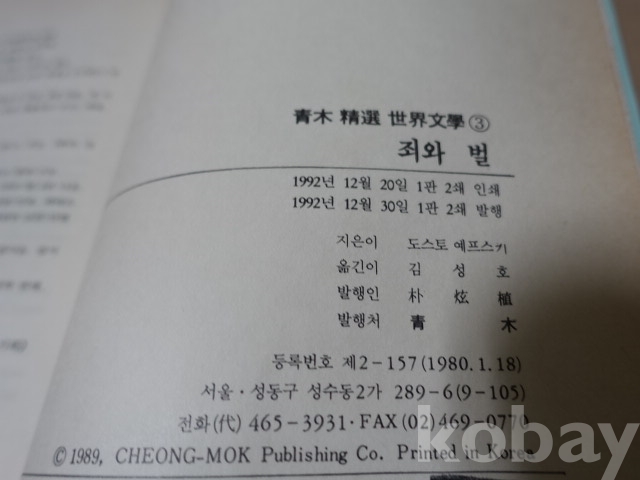 青木 精選 世界文學 ③
죄와 벌
1992년 12월 20일 1판 2쇄 인쇄
1992년 12월 30일 1판 2쇄 발행
지은이 도스토예프스키
옮긴이 김성호
발행인 朴炫植
발행처 青木
등록번호 제2-157(1980.1.18)
서울·성동구 성수동2가 289-6(9-105)
전화(代) 465-3931·FAX(02)469-0770
©1989, CHEONG-MOK Publishing Co. Printed in Korea
kobay